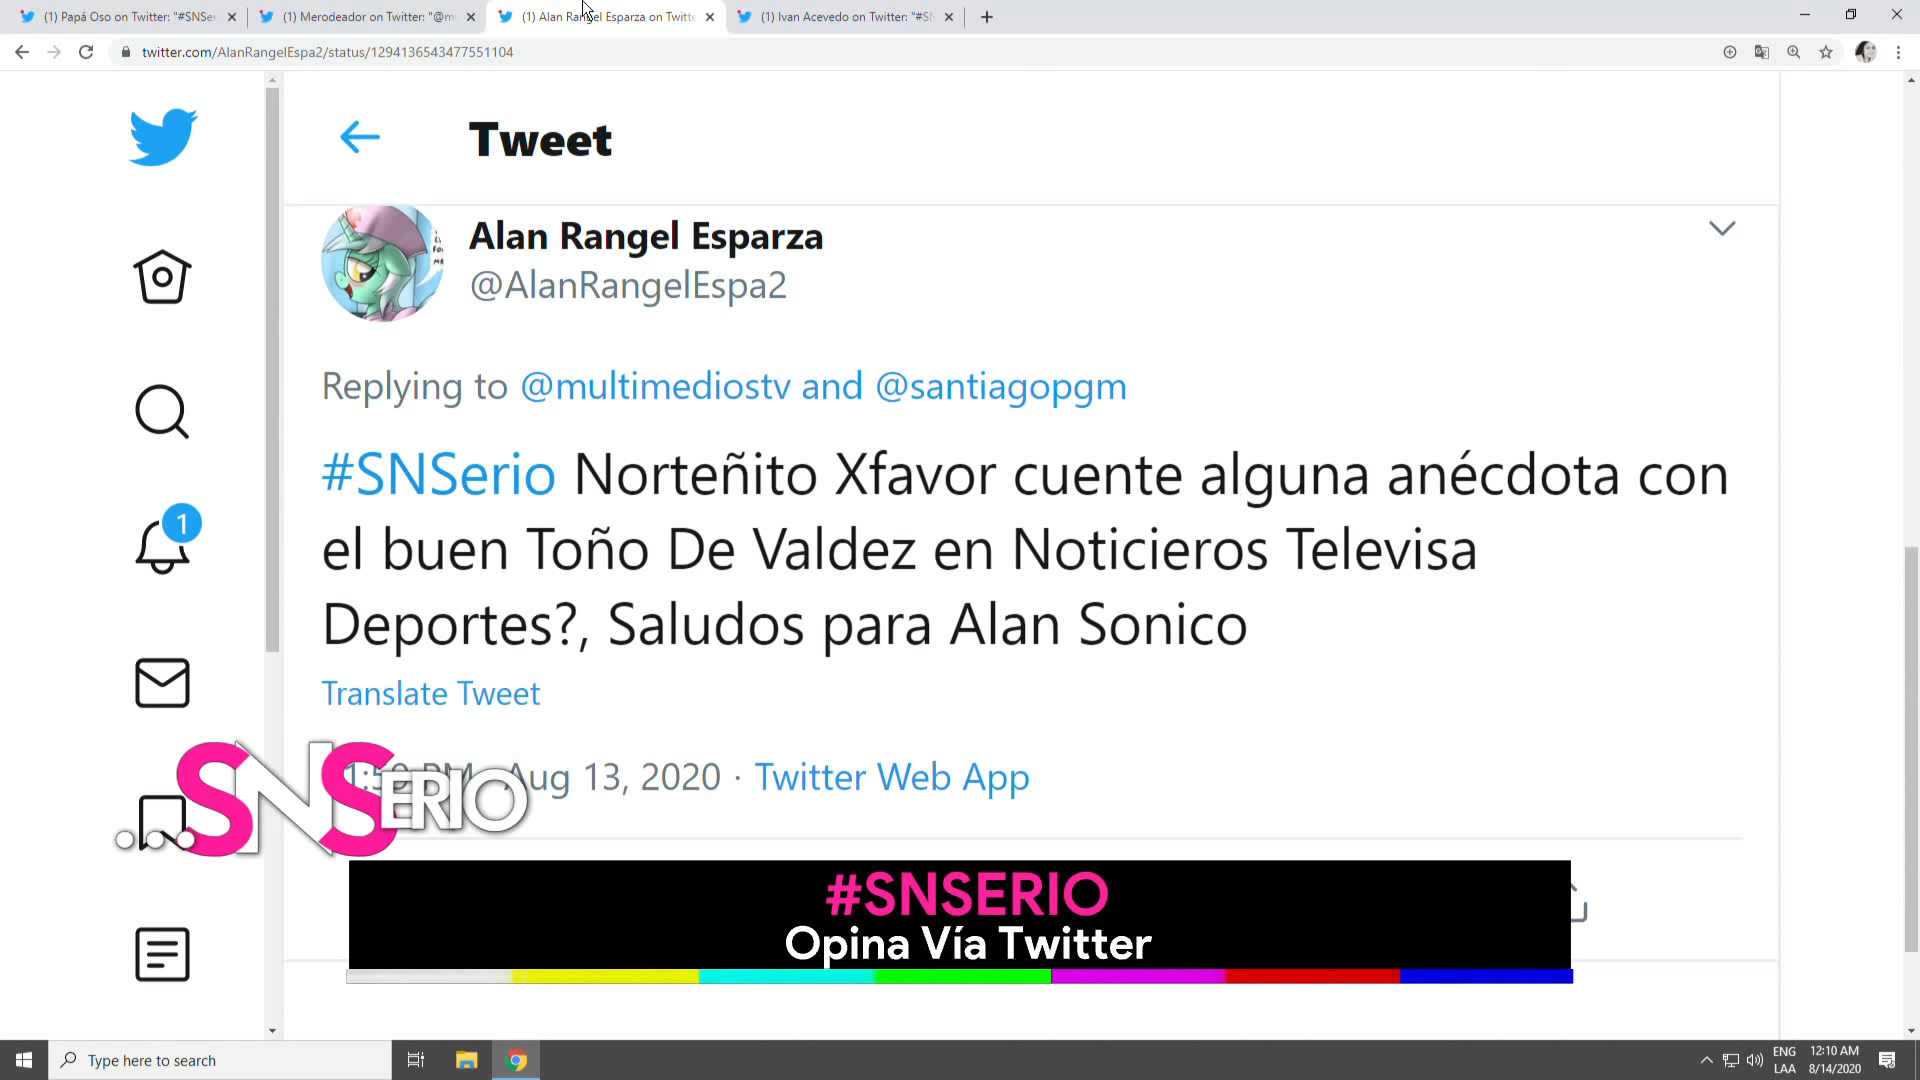 (1) Papá Oso on Twitter: "#SNSer
(1) Merodeador on Twitter: "@m
(1) Alan Rangel Esparza on Twitte
(1) Ivan Acevedo on Twitter: "#SN
twitter.com/AlanRangelEspa2/status/1294136543477551104
Tweet
Alan Rangel Esparza
@AlanRangelEspa2
Replying to @multimediostv and @santiagopgm
#SNSerio Norteñito Xfavor cuente alguna anécdota con
el buen Toño De Valdez en Noticieros Televisa
Deportes?, Saludos para Alan Sonico
Translate Tweet
1
Aug 13, 2020 · Twitter Web App
...SNSERIO
#SNSERIO
Opina Vía Twitter
Type here to search
ENG
LAA
12:10 AM
8/14/2020